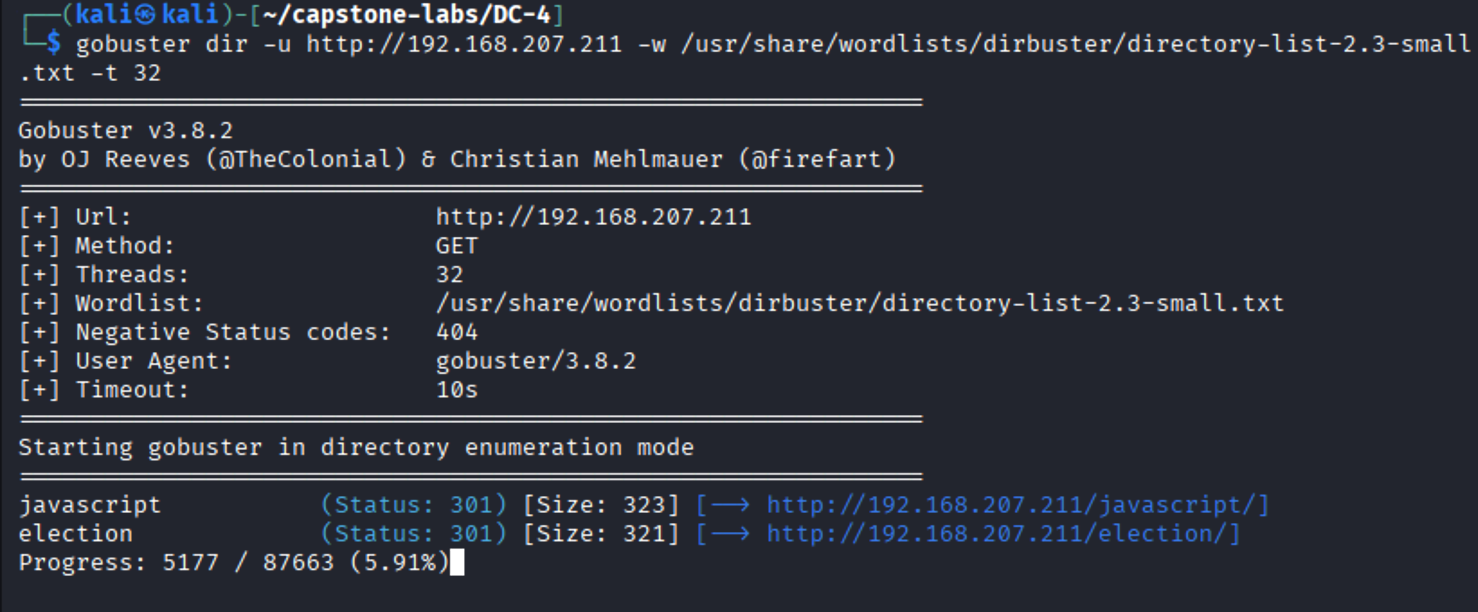 ┌──(kali㉿kali)-[~/capstone-labs/DC-4]
└─$ gobuster dir -u http://192.168.207.211 -w /usr/share/wordlists/dirbuster/directory-list-2.3-small
.txt -t 32
===============================================================
Gobuster v3.8.2
by OJ Reeves (@TheColonial) & Christian Mehlmauer (@firefart)
===============================================================
[+] Url:                     http://192.168.207.211
[+] Method:                  GET
[+] Threads:                 32
[+] Wordlist:                /usr/share/wordlists/dirbuster/directory-list-2.3-small.txt
[+] Negative Status codes:   404
[+] User Agent:              gobuster/3.8.2
[+] Timeout:                 10s
===============================================================
Starting gobuster in directory enumeration mode
===============================================================
javascript           (Status: 301) [Size: 323] [--> http://192.168.207.211/javascript/]
election             (Status: 301) [Size: 321] [--> http://192.168.207.211/election/]
Progress: 5177 / 87663 (5.91%)